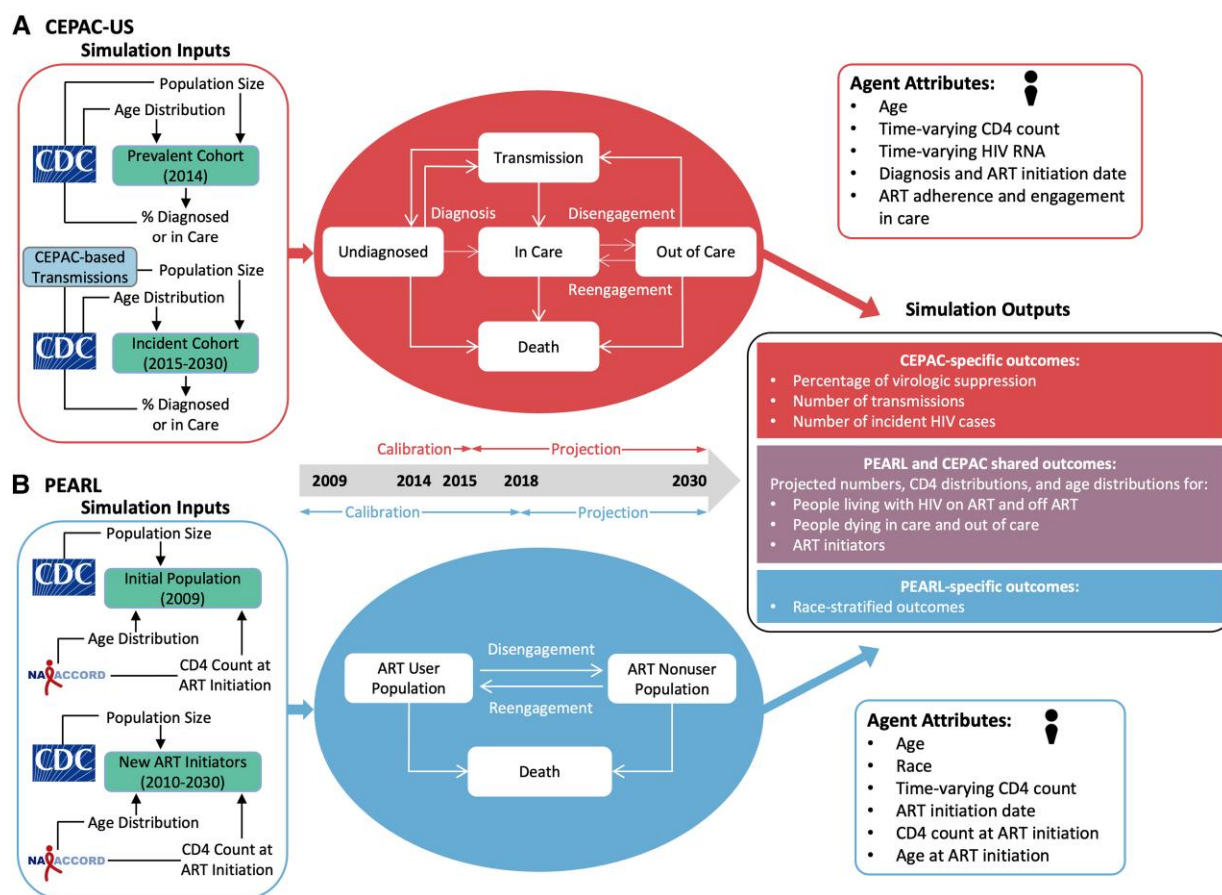 A CEPAC-US
Simulation Inputs
Population Size
Age Distribution
CDC
Prevalent Cohort
(2014)
% Diagnosed
or in Care
CEPAC-based
Transmissions
Population Size
Age Distribution
CDC
Incident Cohort
(2015-2030)
% Diagnosed
or in Care
Transmission
Diagnosis
Disengagement
Undiagnosed
In Care
Out of Care
Reengagement
Death
Agent Attributes:
• Age
• Time-varying CD4 count
• Time-varying HIV RNA
• Diagnosis and ART initiation date
• ART adherence and engagement
in care
Simulation Outputs
CEPAC-specific outcomes:
• Percentage of virologic suppression
• Number of transmissions
• Number of incident HIV cases
PEARL and CEPAC shared outcomes:
Projected numbers, CD4 distributions, and age distributions for:
• People living with HIV on ART and off ART
• People dying in care and out of care
• ART initiators
PEARL-specific outcomes:
• Race-stratified outcomes
Calibration
Projection
2009
2014
2015
2018
2030
Calibration
Projection
B PEARL
Simulation Inputs
Population Size
CDC
Initial Population
(2009)
Age Distribution
NA ACCORD
CD4 Count at
ART Initiation
Population Size
CDC
New ART Initiators
(2010-2030)
Age Distribution
NA ACCORD
CD4 Count at
ART Initiation
Disengagement
ART User
Population
ART Nonuser
Population
Reengagement
Death
Agent Attributes:
• Age
• Race
• Time-varying CD4 count
• ART initiation date
• CD4 count at ART initiation
• Age at ART initiation